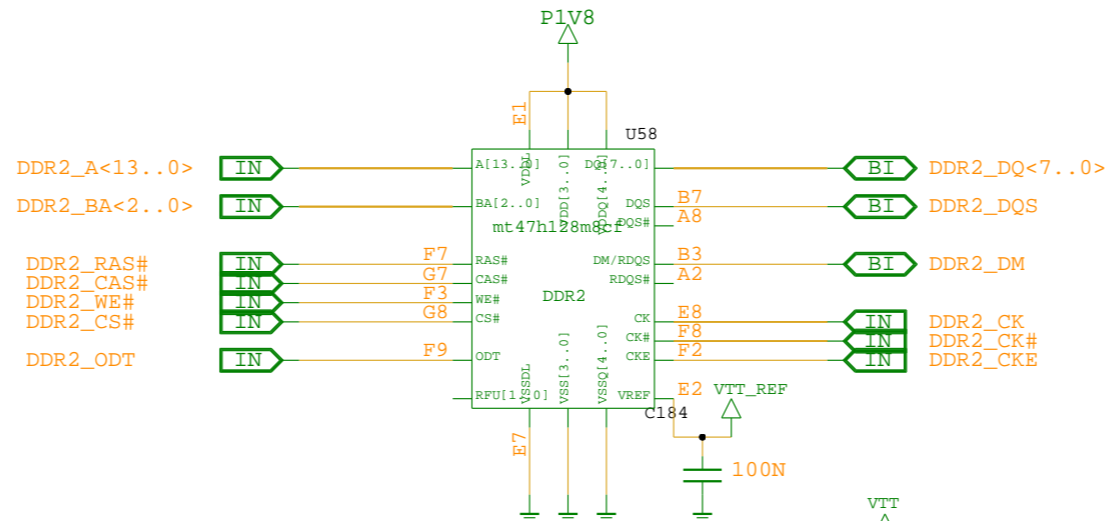 P1V8
E1
U58
DDR2_A<13..0> IN A[13..0] VDDL VDD[3..0] VDDQ[4..0] DQ[7..0] BI DDR2_DQ<7..0>
DDR2_BA<2..0> IN BA[2..0] DQS B7 BI DDR2_DQS
DQS# A8
mt47h128m8cf
DDR2_RAS# IN F7 RAS# DM/RDQS B3 BI DDR2_DM
DDR2_CAS# IN G7 CAS# RDQS# A2
DDR2_WE# IN F3 WE# DDR2
DDR2_CS# IN G8 CS# CK E8 IN DDR2_CK
CK# F8 IN DDR2_CK#
DDR2_ODT IN F9 ODT CKE F2 IN DDR2_CKE
RFU[1..0] VSSDL VSS[3..0] VSSQ[4..0] VREF E2 VTT_REF
C184
E7
100N
VTT